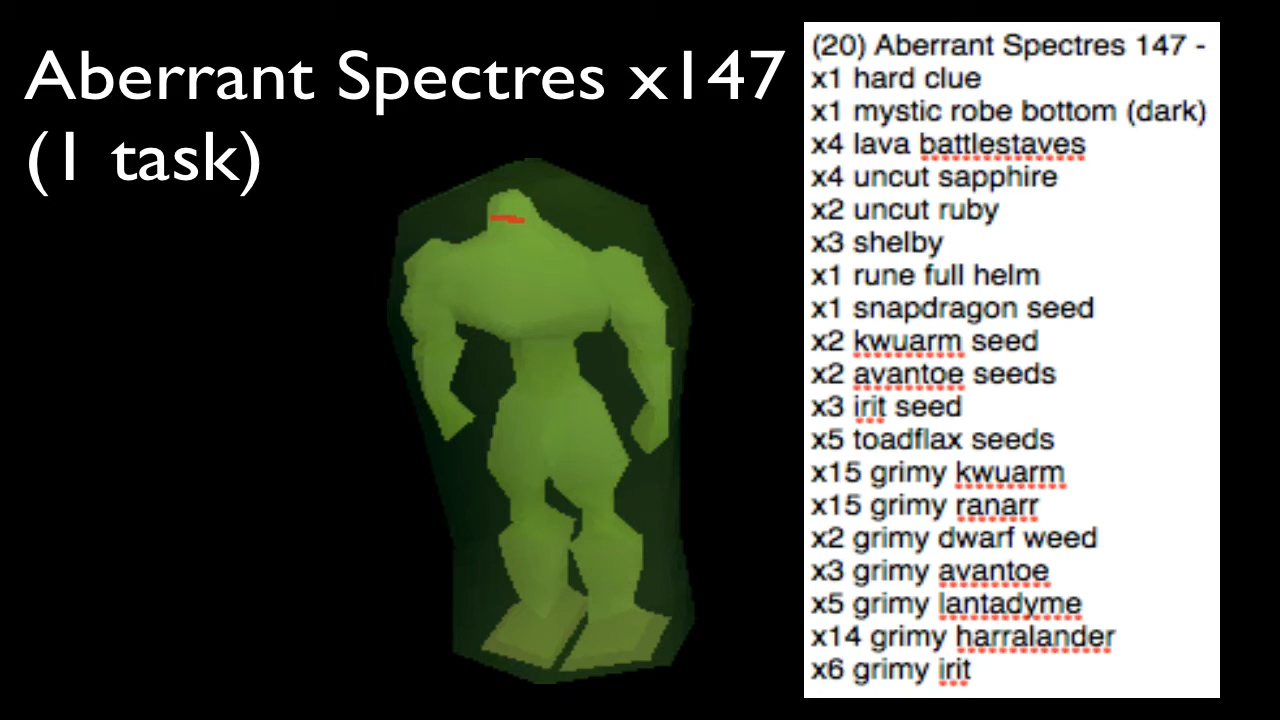 Aberrant Spectres x147
(1 task)
(20) Aberrant Spectres 147 -
x1 hard clue
x1 mystic robe bottom (dark)
x4 lava battlestaves
x4 uncut sapphire
x2 uncut ruby
x3 shelby
x1 rune full helm
x1 snapdragon seed
x2 kwuarm seed
x2 avantoe seeds
x3 irit seed
x5 toadflax seeds
x15 grimy kwuarm
x15 grimy ranarr
x2 grimy dwarf weed
x3 grimy avantoe
x5 grimy lantadyme
x14 grimy harralander
x6 grimy irit